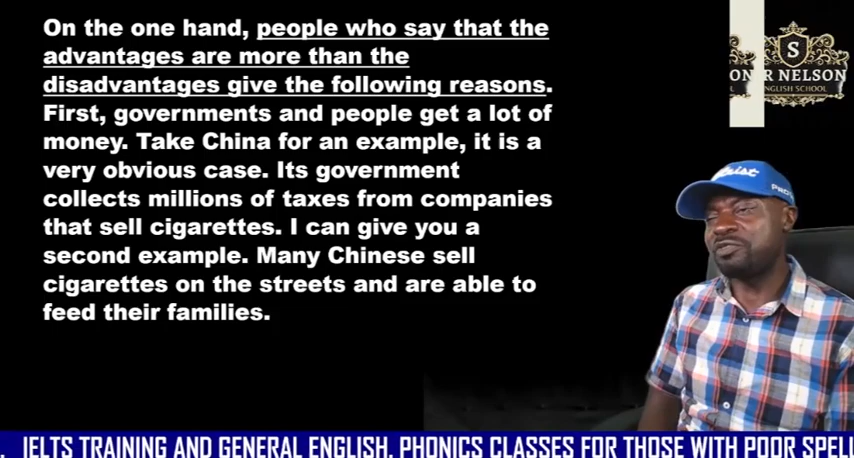 On the one hand, people who say that the
advantages are more than the
disadvantages give the following reasons.
First, governments and people get a lot of
money. Take China for an example, it is a
very obvious case. Its government
collects millions of taxes from companies
that sell cigarettes. I can give you a
second example. Many Chinese sell
cigarettes on the streets and are able to
feed their families.
S
R NELSON
ENGLISH SCHOOL
IELTS TRAINING AND GENERAL ENGLISH, PHONICS CLASSES FOR THOSE WITH POOR SPELL